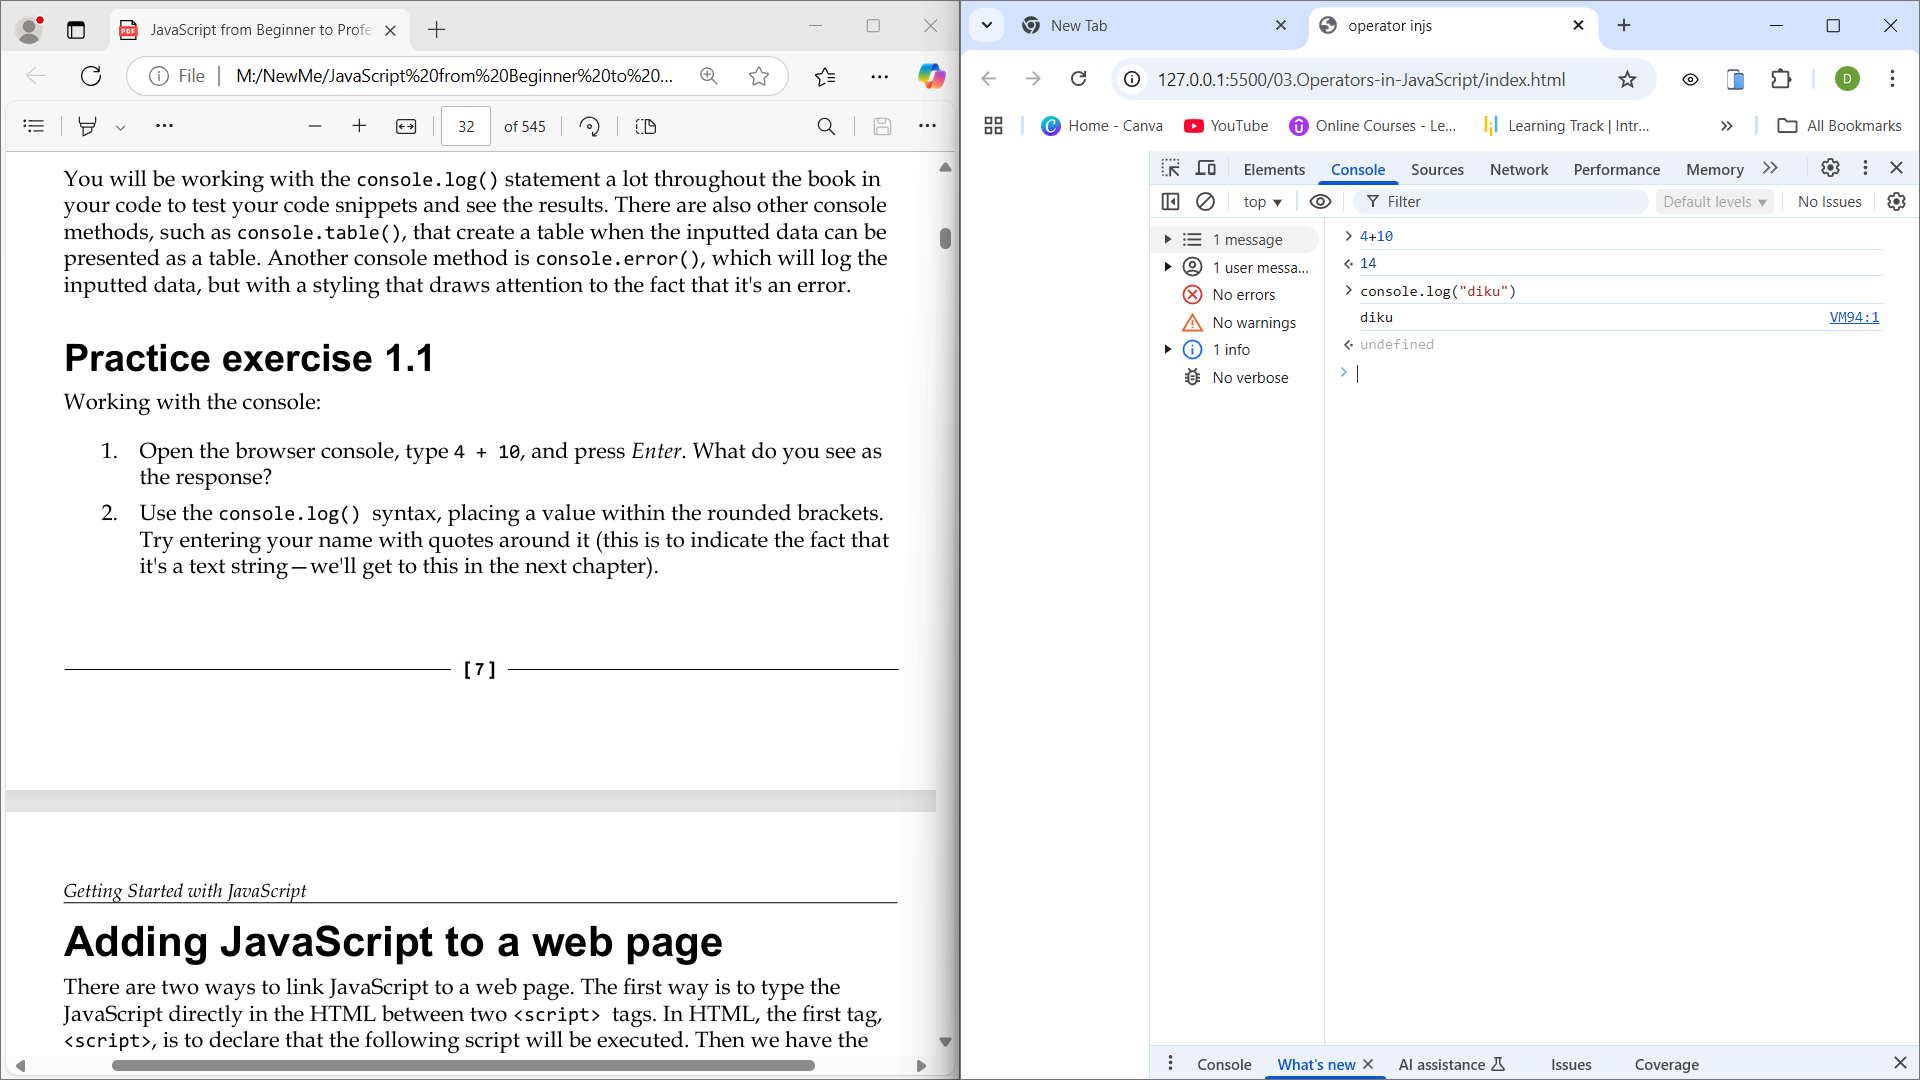 JavaScript from Beginner to Profe
File
M:/NewMe/JavaScript%20from%20Beginner%20to%20...
32 of 545
You will be working with the console.log() statement a lot throughout the book in
your code to test your code snippets and see the results. There are also other console
methods, such as console.table(), that create a table when the inputted data can be
presented as a table. Another console method is console.error(), which will log the
inputted data, but with a styling that draws attention to the fact that it's an error.
Practice exercise 1.1
Working with the console:
1. Open the browser console, type 4 + 10, and press Enter. What do you see as
the response?
2. Use the console.log() syntax, placing a value within the rounded brackets.
Try entering your name with quotes around it (this is to indicate the fact that
it's a text string—we'll get to this in the next chapter).
[ 7 ]
Getting Started with JavaScript
Adding JavaScript to a web page
There are two ways to link JavaScript to a web page. The first way is to type the
JavaScript directly in the HTML between two <script> tags. In HTML, the first tag,
<script>, is to declare that the following script will be executed. Then we have the
New Tab
operator injs
127.0.0.1:5500/03.Operators-in-JavaScript/index.html
D
Home - Canva
YouTube
Online Courses - Le...
Learning Track | Intr...
All Bookmarks
Elements
Console
Sources
Network
Performance
Memory
top
Filter
Default levels
No Issues
1 message
1 user messa...
No errors
No warnings
1 info
No verbose
4+10
14
console.log("diku")
diku
VM94:1
undefined
Console
What's new
AI assistance
Issues
Coverage